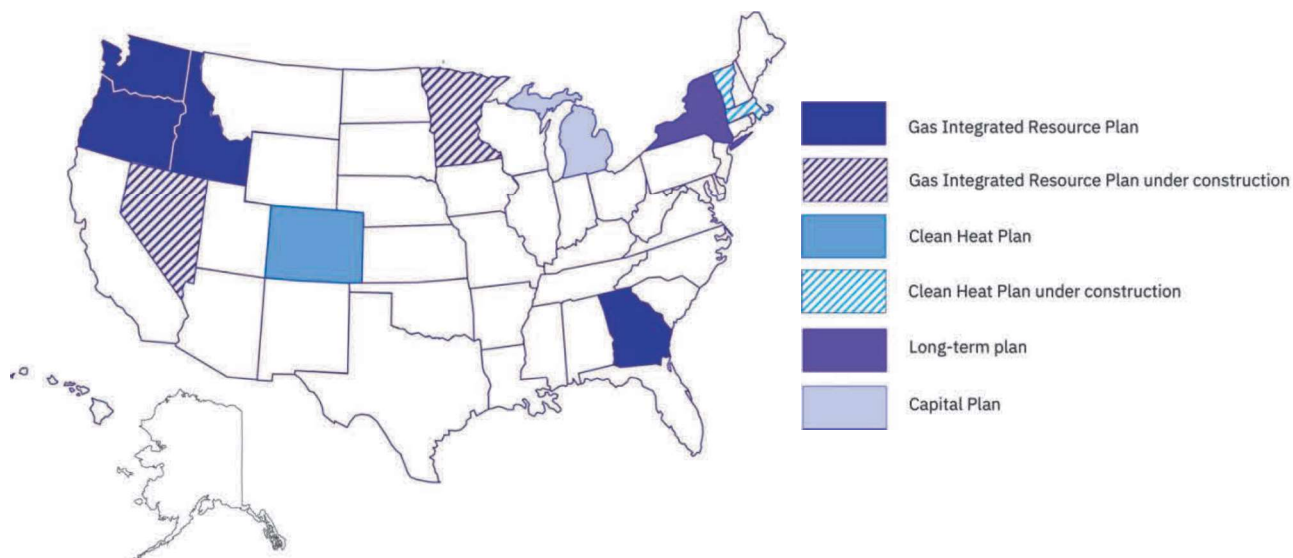 Gas Integrated Resource Plan
Gas Integrated Resource Plan under construction
Clean Heat Plan
Clean Heat Plan under construction
Long-term plan
Capital Plan